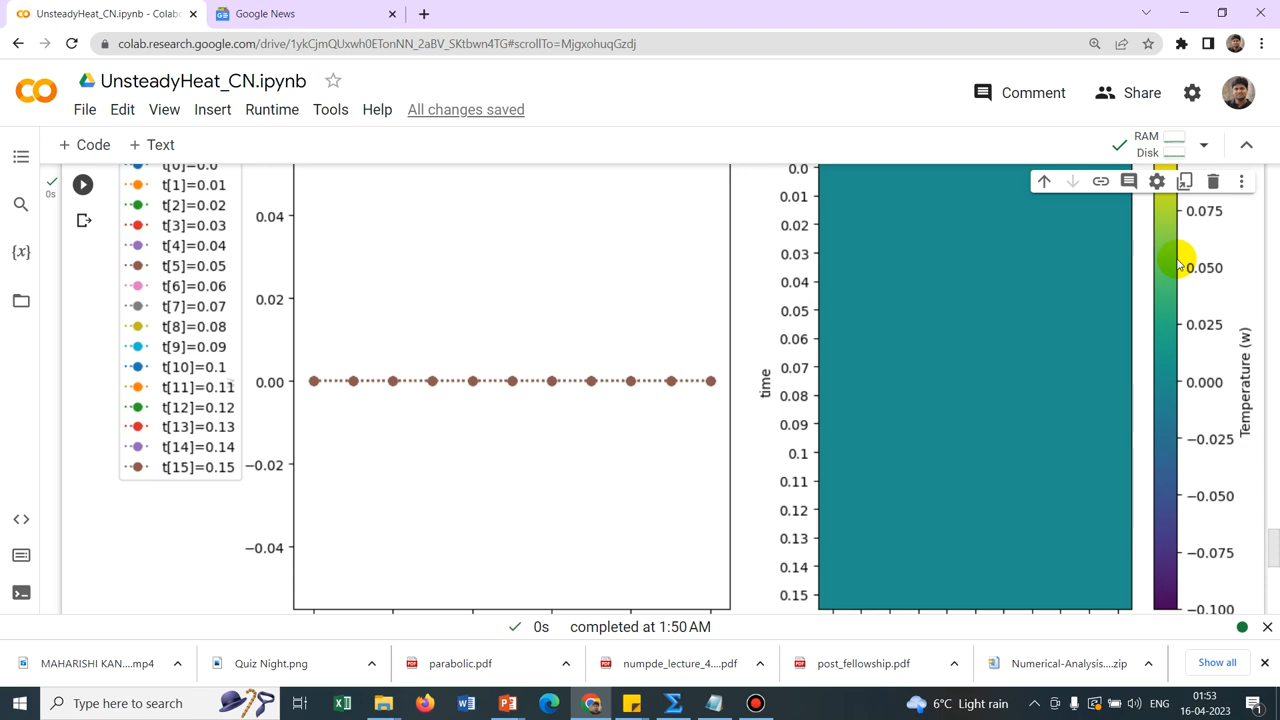 UnsteadyHeat_CN.ipynb - Colab
Google News
colab.research.google.com/drive/1ykCjmQUxwh0ETonNN_2aBV_SKtbwn4TG#scrollTo=MjgxohuqGzdj
UnsteadyHeat_CN.ipynb
Comment
Share
File Edit View Insert Runtime Tools Help All changes saved
+ Code + Text
RAM
Disk
0s
t[0]=0.0
t[1]=0.01
t[2]=0.02
t[3]=0.03
t[4]=0.04
t[5]=0.05
t[6]=0.06
t[7]=0.07
t[8]=0.08
t[9]=0.09
t[10]=0.1
t[11]=0.11
t[12]=0.12
t[13]=0.13
t[14]=0.14
t[15]=0.15
0.04
0.02
0.00
−0.02
−0.04
time
0.0
0.01
0.02
0.03
0.04
0.05
0.06
0.07
0.08
0.09
0.1
0.11
0.12
0.13
0.14
0.15
0.075
0.050
0.025
0.000
−0.025
−0.050
−0.075
−0.100
Temperature (w)
0s completed at 1:50 AM
MAHARISHI KAN....mp4
Quiz Night.png
parabolic.pdf
numpde_lecture_4....pdf
post_fellowship.pdf
Numerical-Analysis....zip
Show all
Type here to search
6°C Light rain
ENG
01:53
16-04-2023